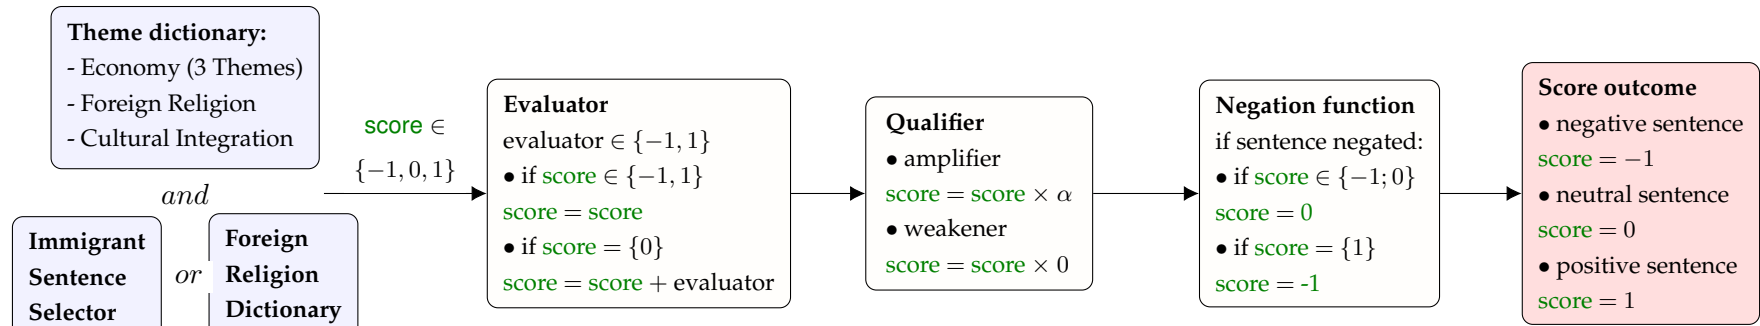 Theme dictionary:
- Economy (3 Themes)
- Foreign Religion
- Cultural Integration
and
Immigrant
Sentence
Selector
or
Foreign
Religion
Dictionary
score ∈
{−1, 0, 1}
Evaluator
evaluator ∈ {−1, 1}
• if score ∈ {−1, 1}
score = score
• if score = {0}
score = score + evaluator
Qualifier
• amplifier
score = score × α
• weakener
score = score × 0
Negation function
if sentence negated:
• if score ∈ {−1; 0}
score = 0
• if score = {1}
score = -1
Score outcome
• negative sentence
score = −1
• neutral sentence
score = 0
• positive sentence
score = 1